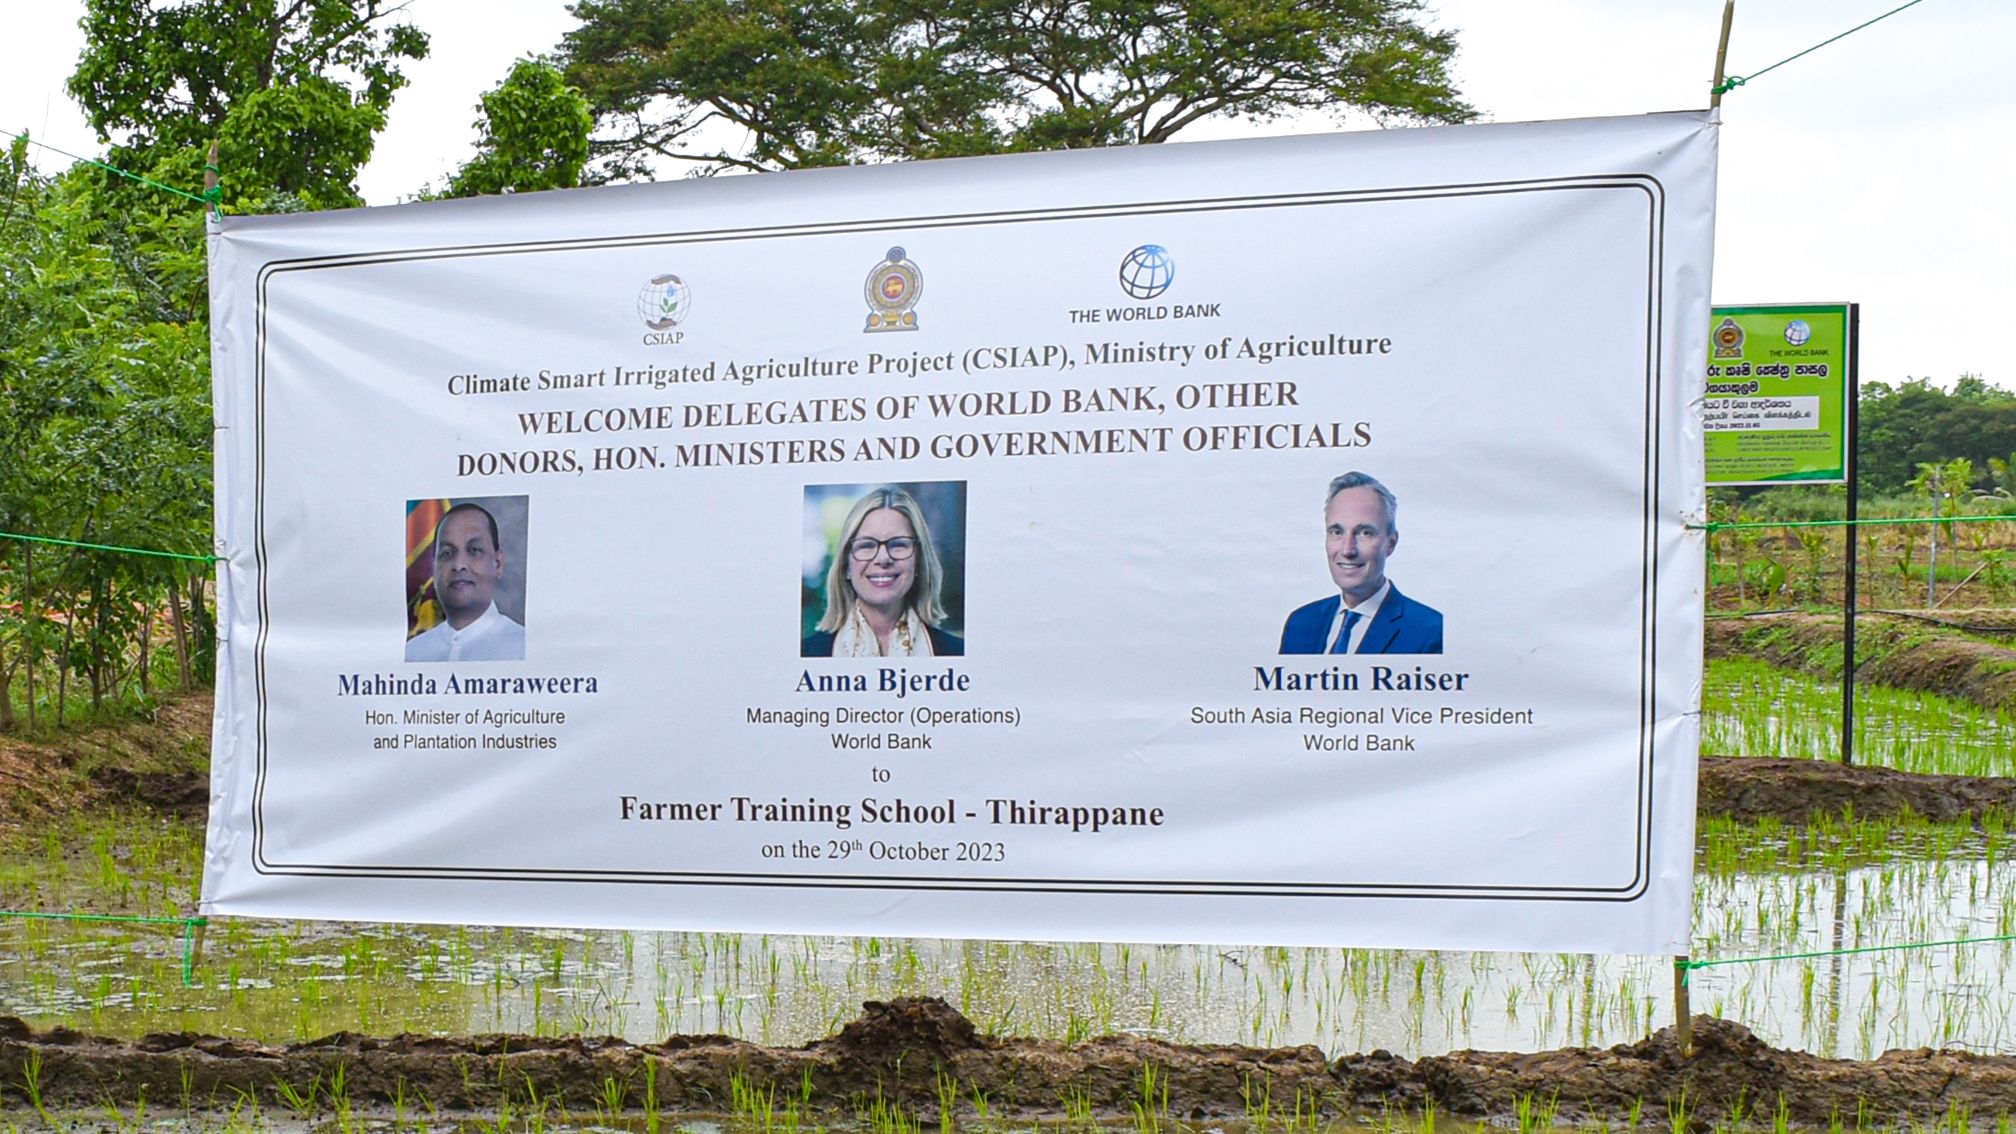 CSIAP
THE WORLD BANK
Climate Smart Irrigated Agriculture Project (CSIAP), Ministry of Agriculture
WELCOME DELEGATES OF WORLD BANK, OTHER
DONORS, HON. MINISTERS AND GOVERNMENT OFFICIALS
Mahinda Amaraweera
Hon. Minister of Agriculture
and Plantation Industries
Anna Bjerde
Managing Director (Operations)
World Bank
Martin Raiser
South Asia Regional Vice President
World Bank
to
Farmer Training School - Thirappane
on the 29th October 2023
THE WORLD BANK
කෘෂි ක්ෂේත්‍ර පාසල